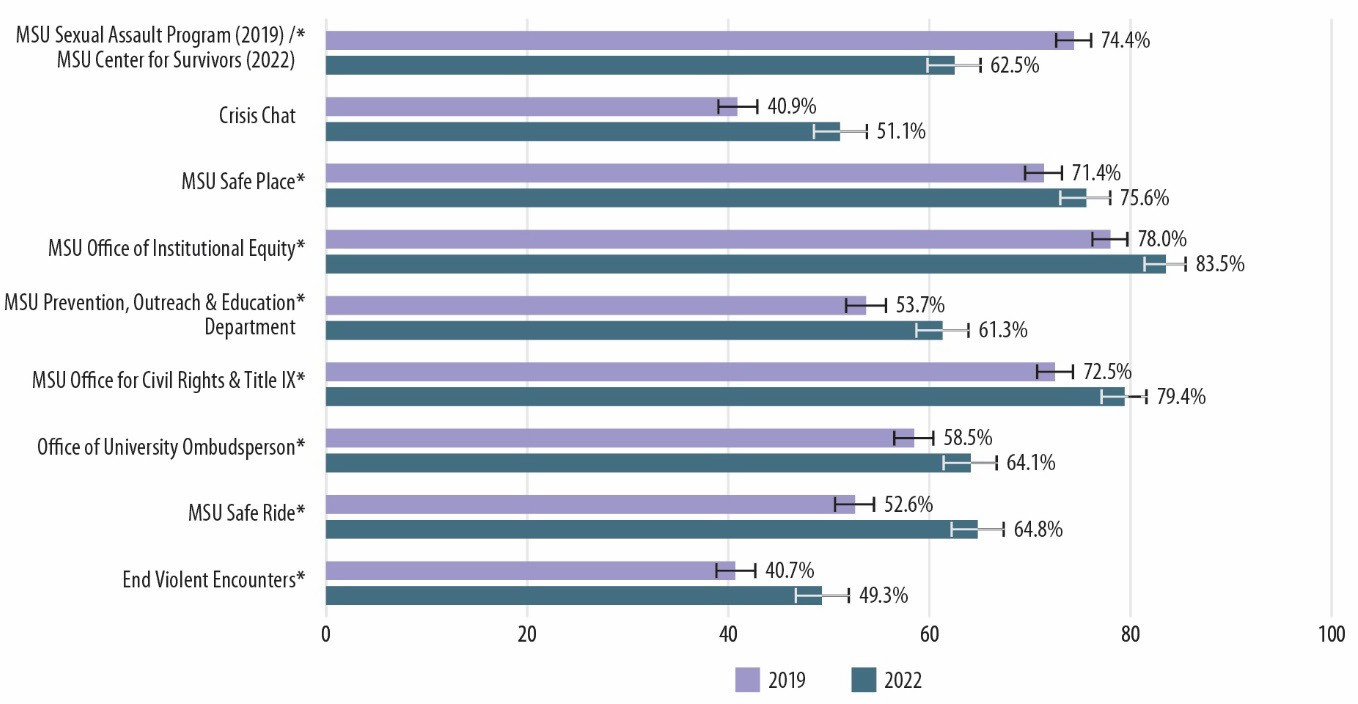 MSU Sexual Assault Program (2019) /*
MSU Center for Survivors (2022)
74.4%
62.5%
Crisis Chat
40.9%
51.1%
MSU Safe Place*
71.4%
75.6%
MSU Office of Institutional Equity*
78.0%
83.5%
MSU Prevention, Outreach & Education*
Department
53.7%
61.3%
MSU Office for Civil Rights & Title IX*
72.5%
79.4%
Office of University Ombudsperson*
58.5%
64.1%
MSU Safe Ride*
52.6%
64.8%
End Violent Encounters*
40.7%
49.3%
0 20 40 60 80 100
2019 2022